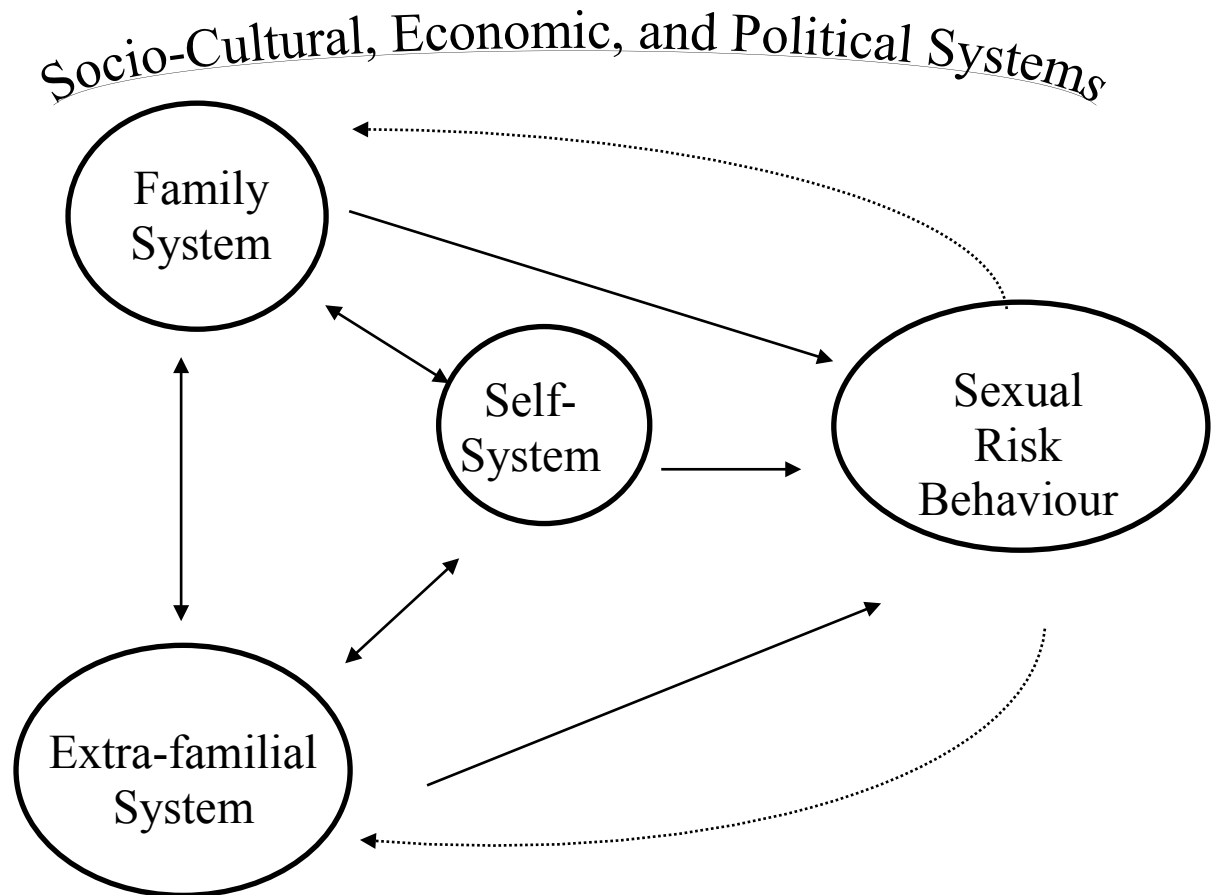 Socio-Cultural, Economic, and Political Systems
Family
System
Self-
System
Sexual
Risk
Behaviour
Extra-familial
System